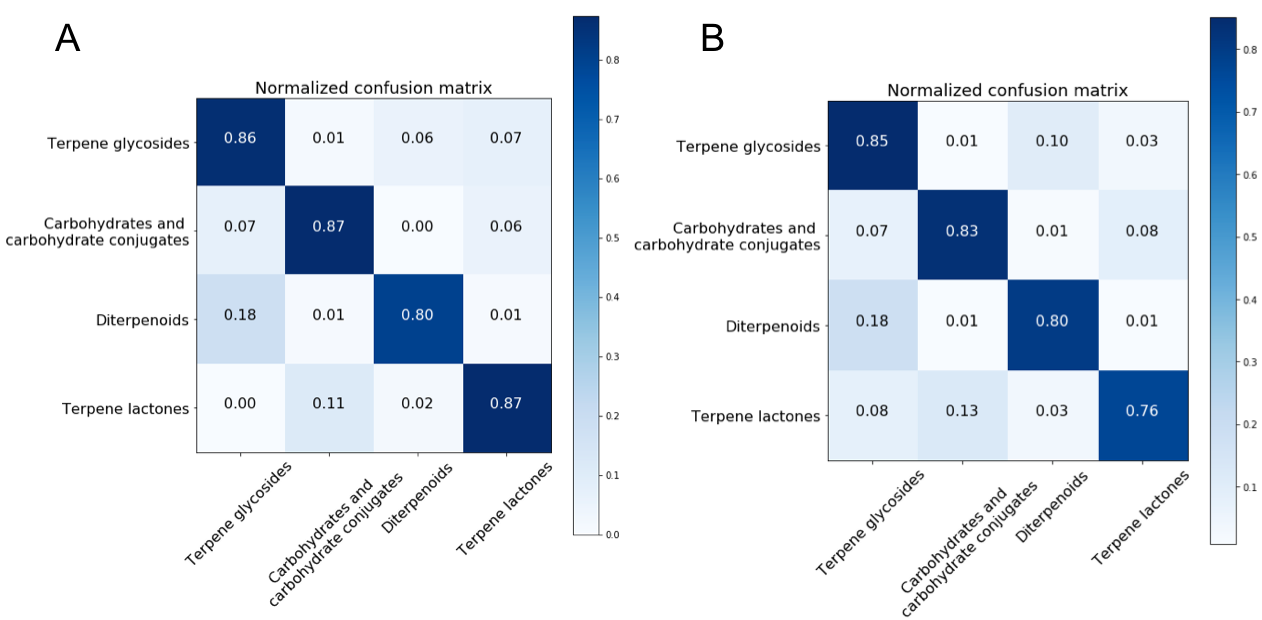 A
Normalized confusion matrix
Terpene glycosides
0.86 0.01 0.06 0.07
Carbohydrates and
carbohydrate conjugates
0.07 0.87 0.00 0.06
Diterpenoids
0.18 0.01 0.80 0.01
Terpene lactones
0.00 0.11 0.02 0.87
Terpene glycosides
Carbohydrates and
carbohydrate conjugates
Diterpenoids
Terpene lactones
0.8
0.7
0.6
0.5
0.4
0.3
0.2
0.1
0.0
B
Normalized confusion matrix
Terpene glycosides
0.85 0.01 0.10 0.03
Carbohydrates and
carbohydrate conjugates
0.07 0.83 0.01 0.08
Diterpenoids
0.18 0.01 0.80 0.01
Terpene lactones
0.08 0.13 0.03 0.76
Terpene glycosides
Carbohydrates and
carbohydrate conjugates
Diterpenoids
Terpene lactones
0.8
0.7
0.6
0.5
0.4
0.3
0.2
0.1